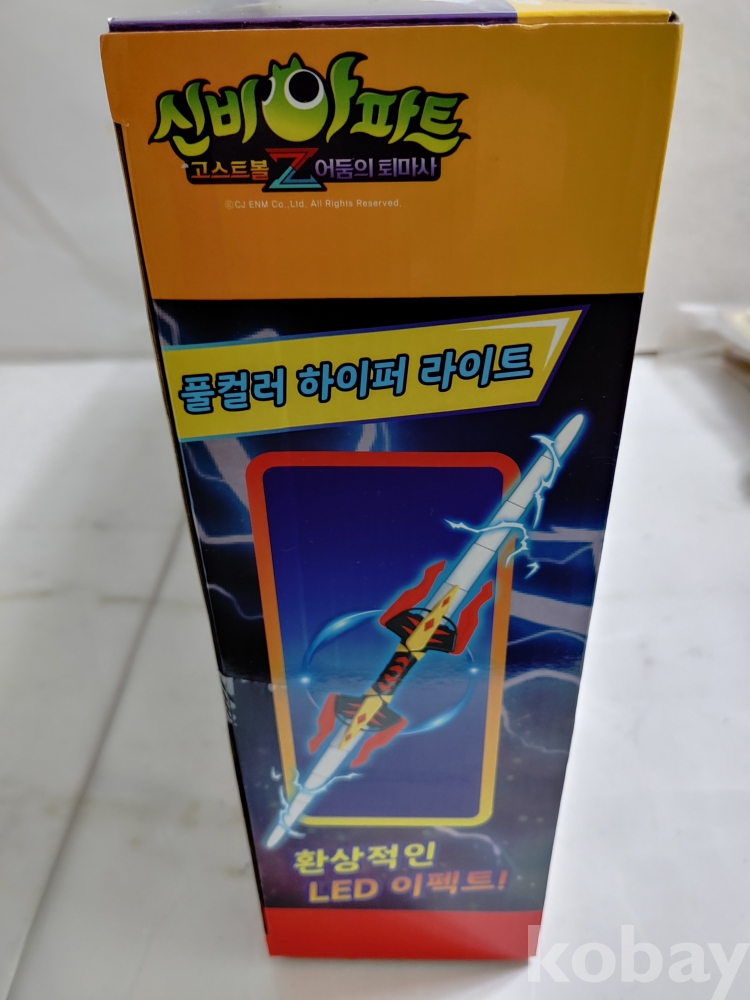 신비아파트
고스트볼 Z 어둠의 퇴마사
ⓒCJ ENM Co.,Ltd. All Rights Reserved.
풀컬러 하이퍼 라이트
환상적인
LED 이펙트!
kobay